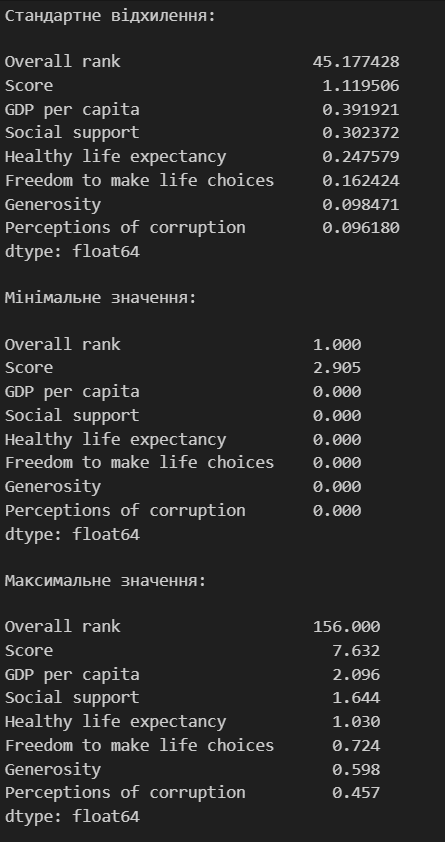 Стандартне відхилення:
Overall rank 45.177428
Score 1.119506
GDP per capita 0.391921
Social support 0.302372
Healthy life expectancy 0.247579
Freedom to make life choices 0.162424
Generosity 0.098471
Perceptions of corruption 0.096180
dtype: float64
Мінімальне значення:
Overall rank 1.000
Score 2.905
GDP per capita 0.000
Social support 0.000
Healthy life expectancy 0.000
Freedom to make life choices 0.000
Generosity 0.000
Perceptions of corruption 0.000
dtype: float64
Максимальне значення:
Overall rank 156.000
Score 7.632
GDP per capita 2.096
Social support 1.644
Healthy life expectancy 1.030
Freedom to make life choices 0.724
Generosity 0.598
Perceptions of corruption 0.457
dtype: float64